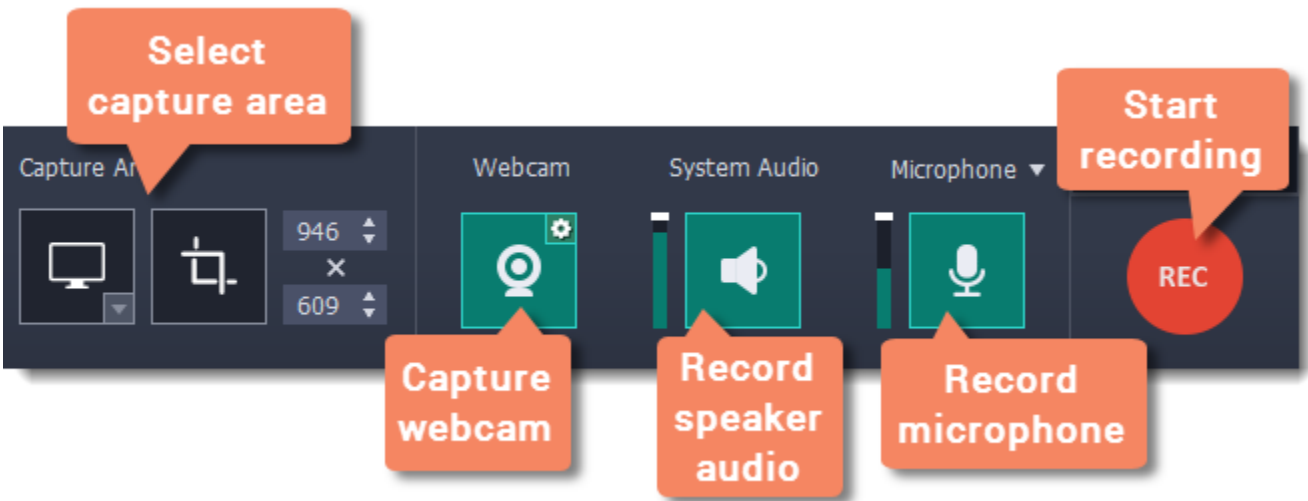 Select
capture area
Start
recording
Capture Ar
Webcam
System Audio
Microphone
946
×
609
REC
Capture
webcam
Record
speaker
audio
Record
microphone